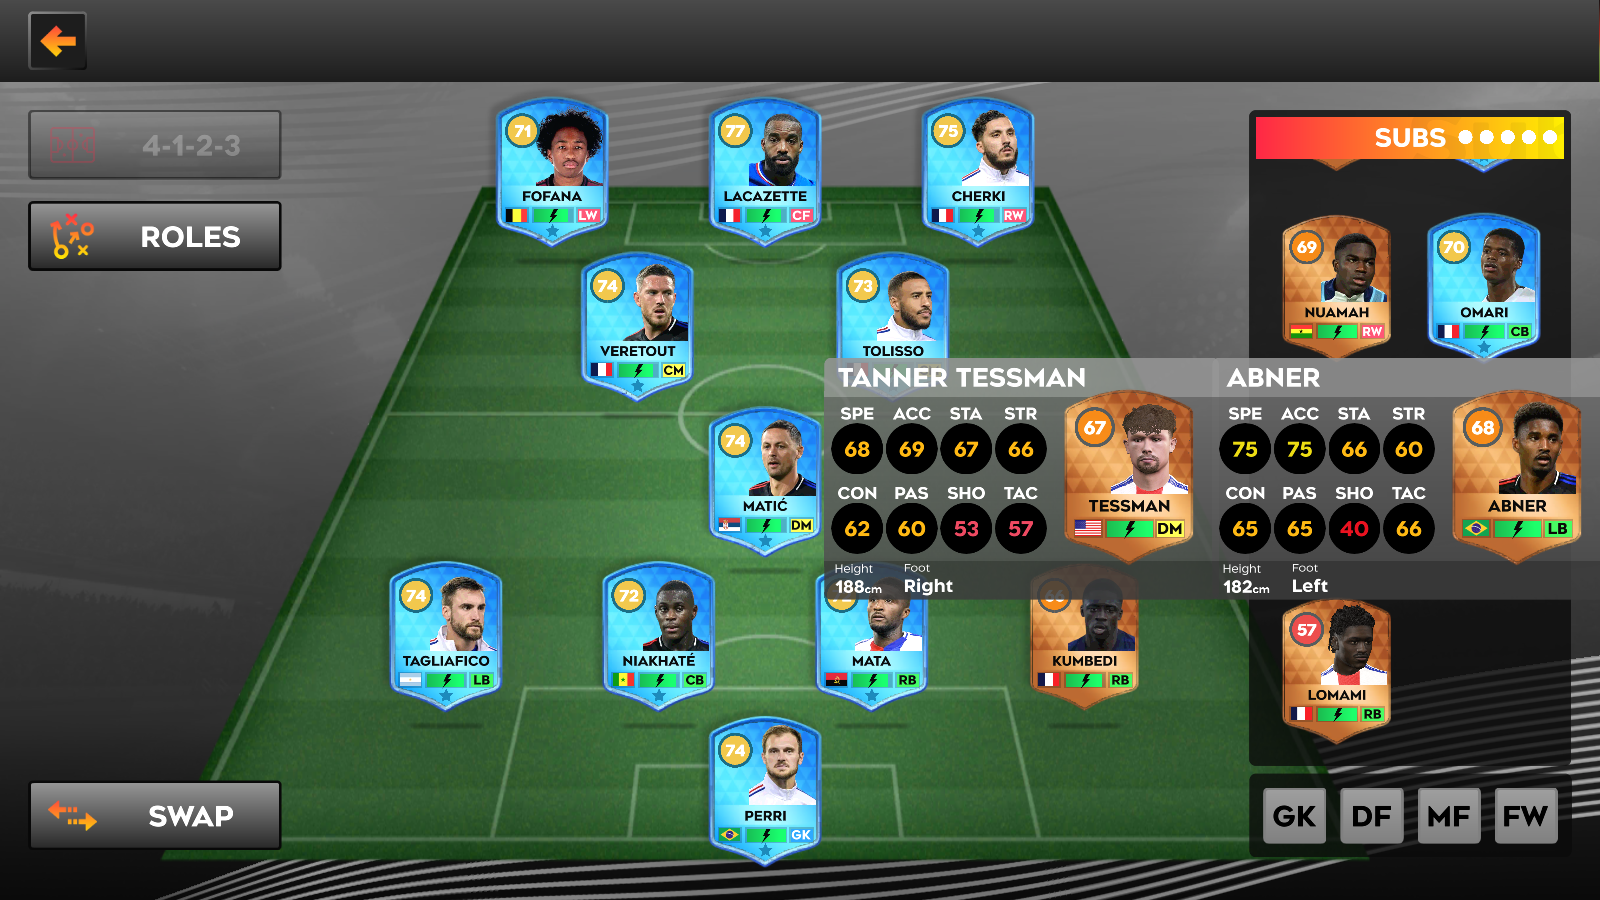 4-1-2-3
ROLES
SWAP
71
FOFANA
LW
77
LACAZETTE
CF
75
CHERKI
RW
74
VERETOUT
CM
73
TOLISSO
74
MATIĆ
DM
74
TAGLIAFICO
LB
72
NIAKHATÉ
CB
MATA
RB
KUMBEDI
RB
74
PERRI
GK
SUBS
69
NUAMAH
RW
70
OMARI
CB
TANNER TESSMAN
SPE ACC STA STR
68 69 67 66
CON PAS SHO TAC
62 60 53 57
Height Foot
188cm Right
67
TESSMAN
DM
ABNER
SPE ACC STA STR
75 75 66 60
CON PAS SHO TAC
65 65 40 66
Height Foot
182cm Left
68
ABNER
LB
57
LOMAMI
RB
GK DF MF FW